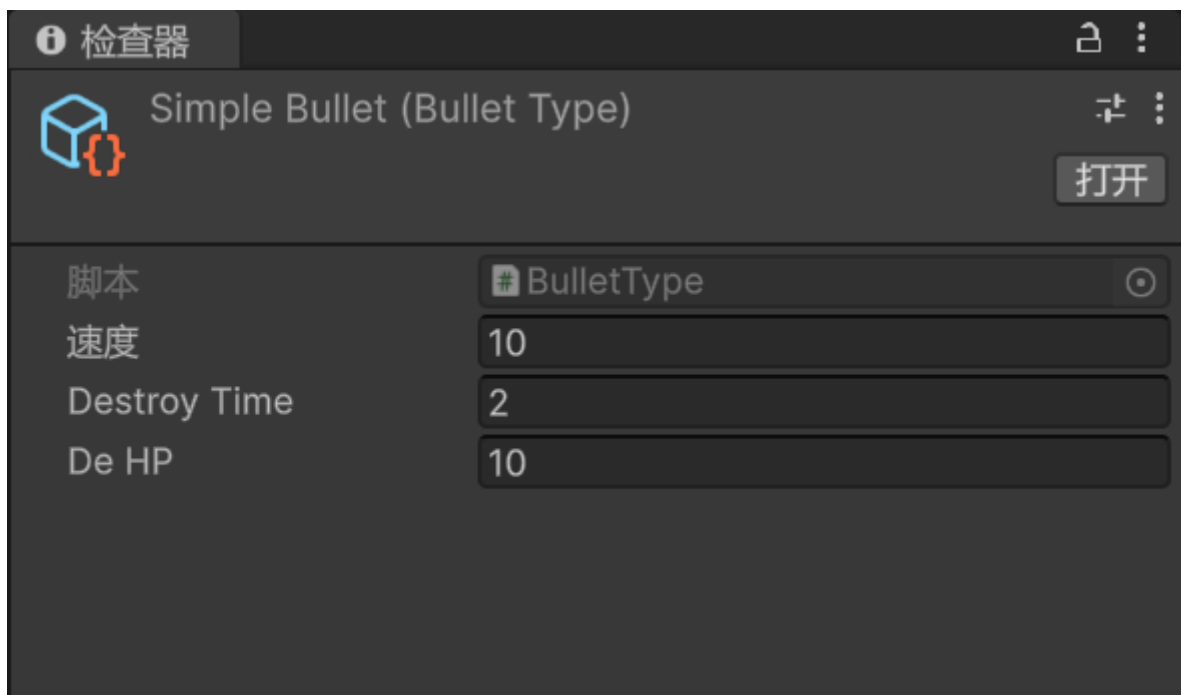 检查器
Simple Bullet (Bullet Type)
打开
脚本 # BulletType
速度 10
Destroy Time 2
De HP 10